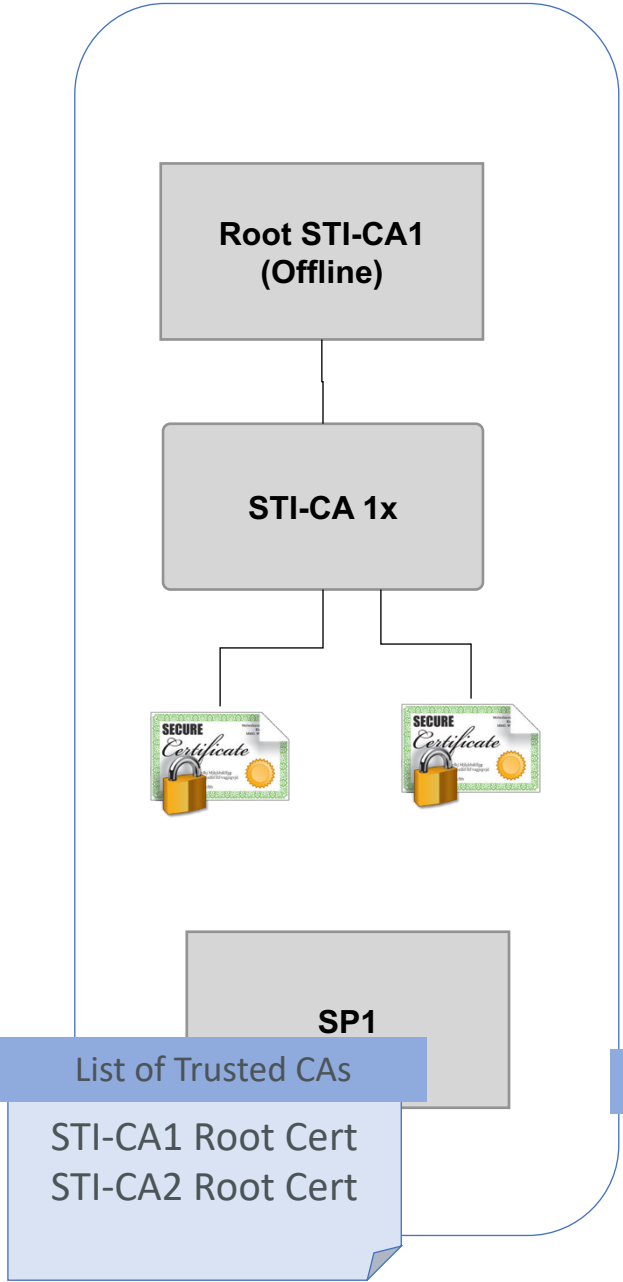 Root STI-CA1
(Offline)
STI-CA 1x
SECURE
Certificate
SECURE
Certificate
SP1
List of Trusted CAs
STI-CA1 Root Cert
STI-CA2 Root Cert